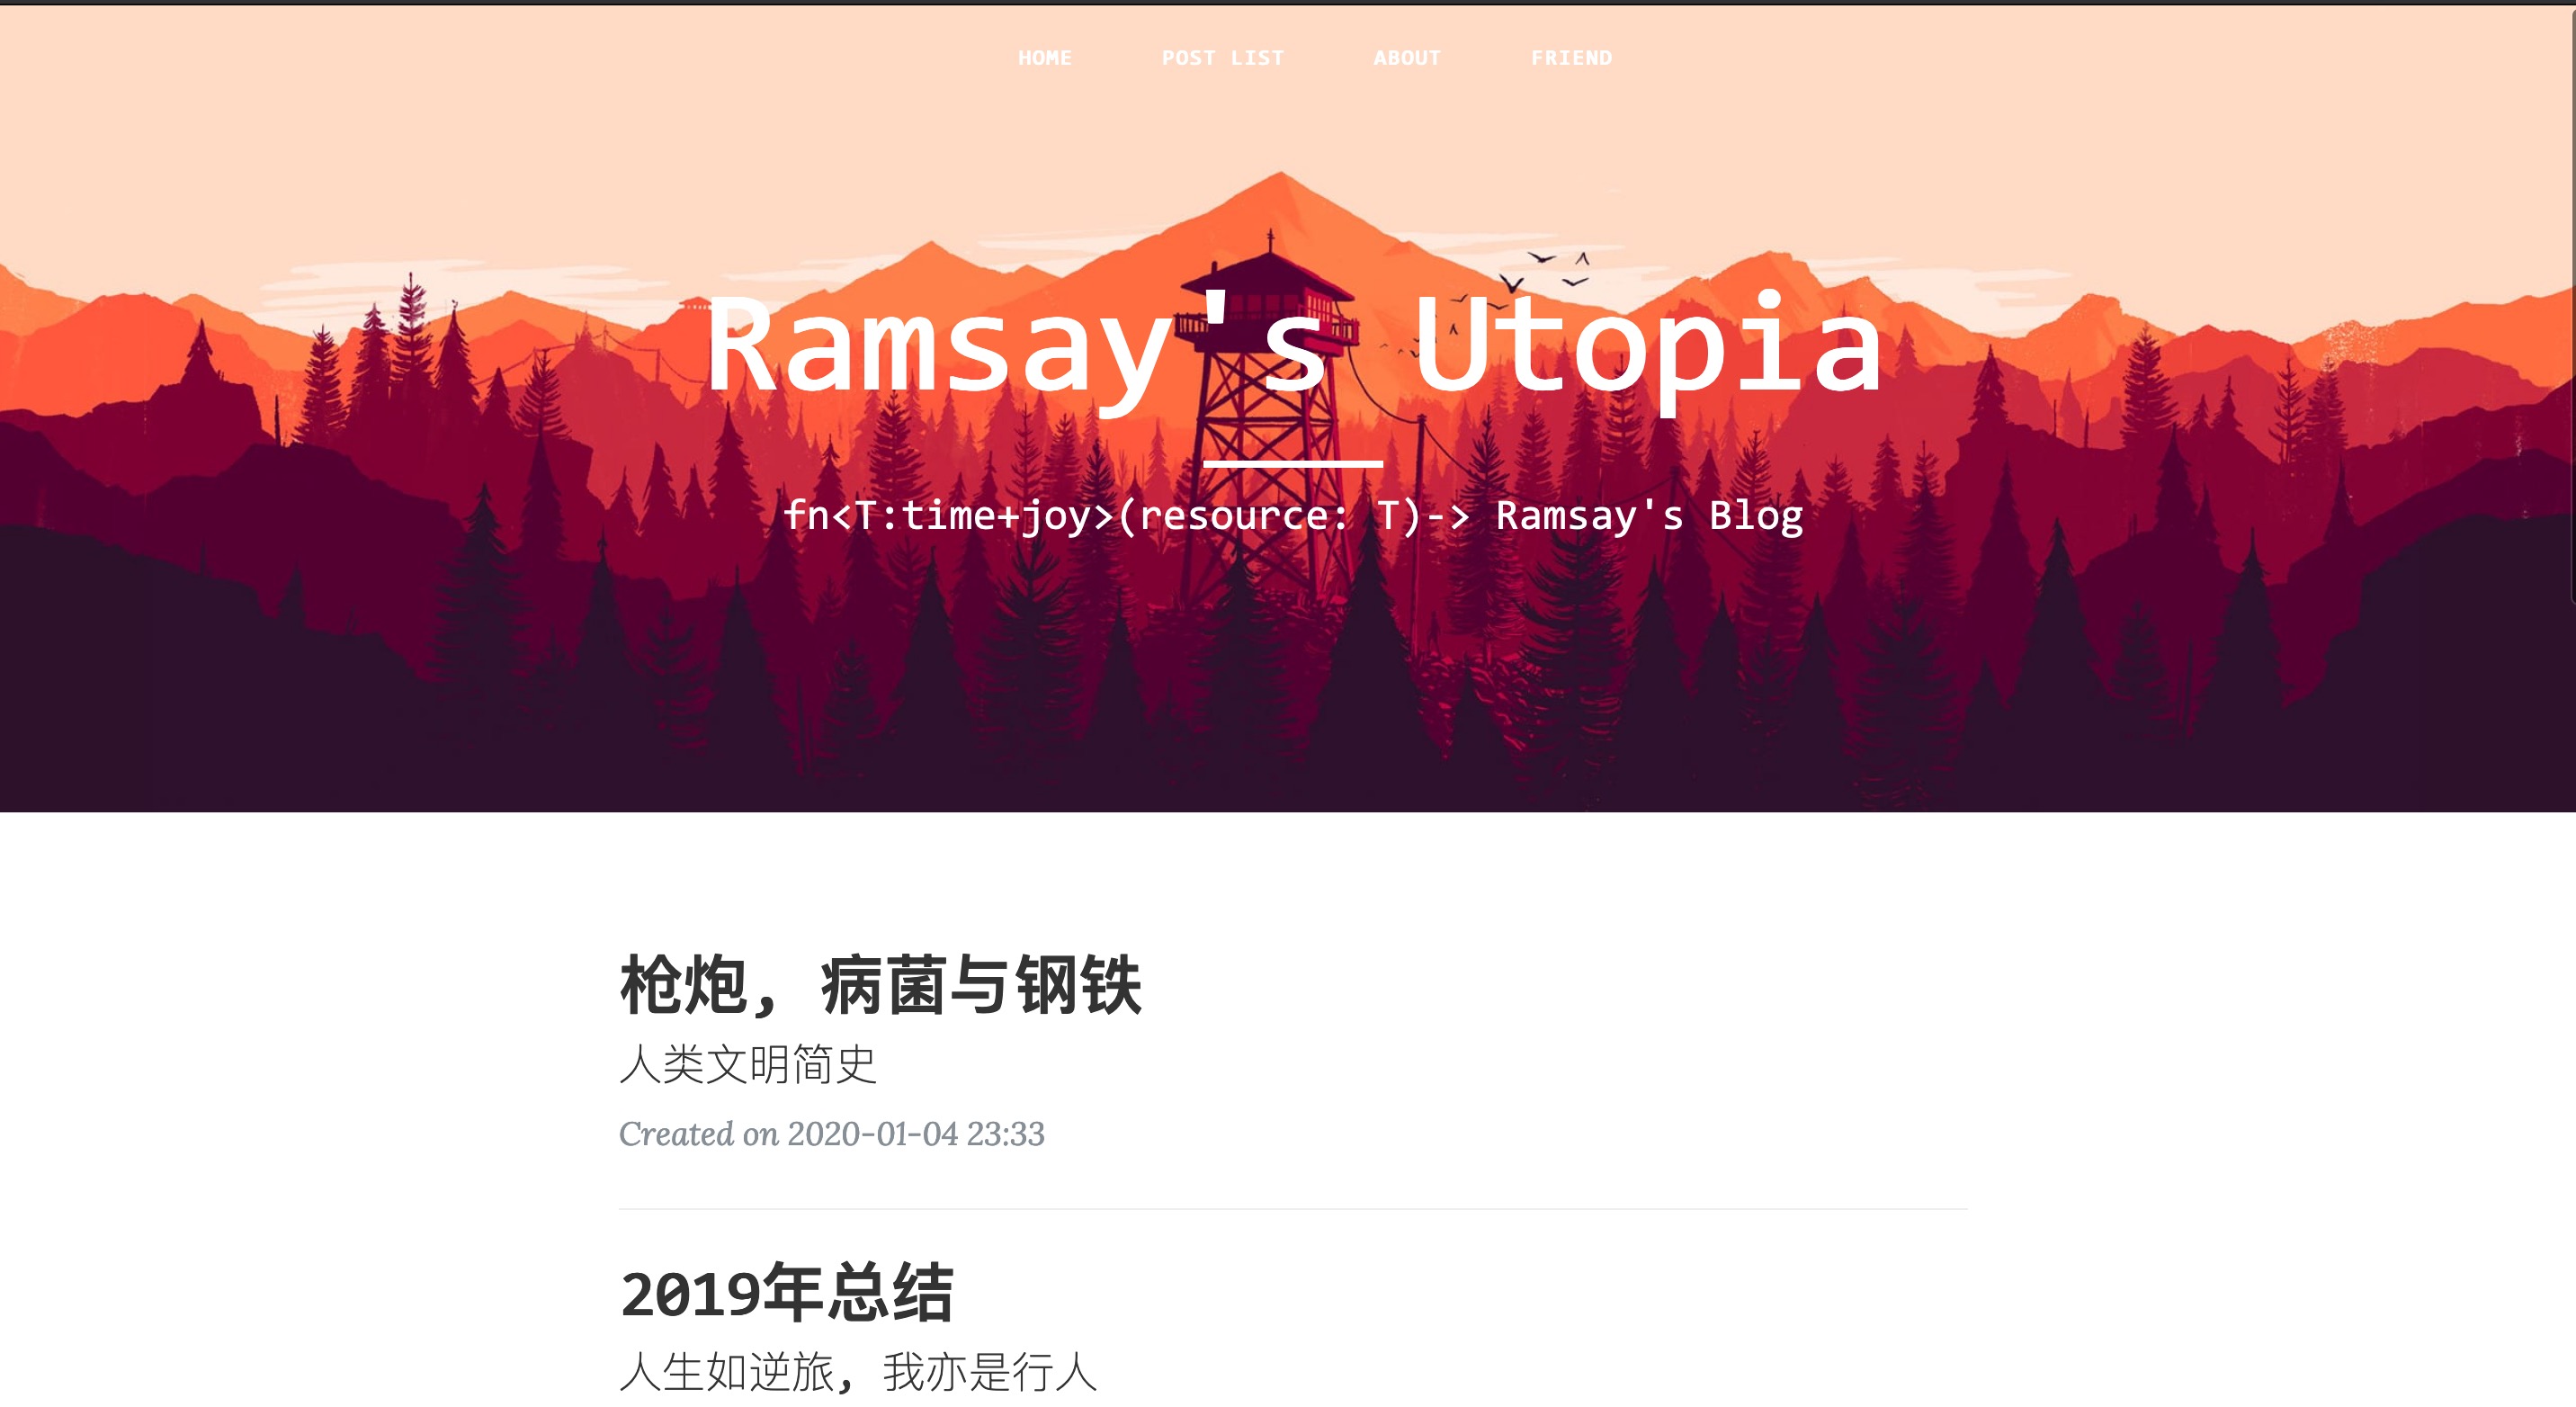 HOME POST LIST ABOUT FRIEND
Ramsay's Utopia
fn<T:time+joy>(resource: T)-> Ramsay's Blog
枪炮, 病菌与钢铁
人类文明简史
Created on 2020-01-04 23:33
2019年总结
人生如逆旅, 我亦是行人